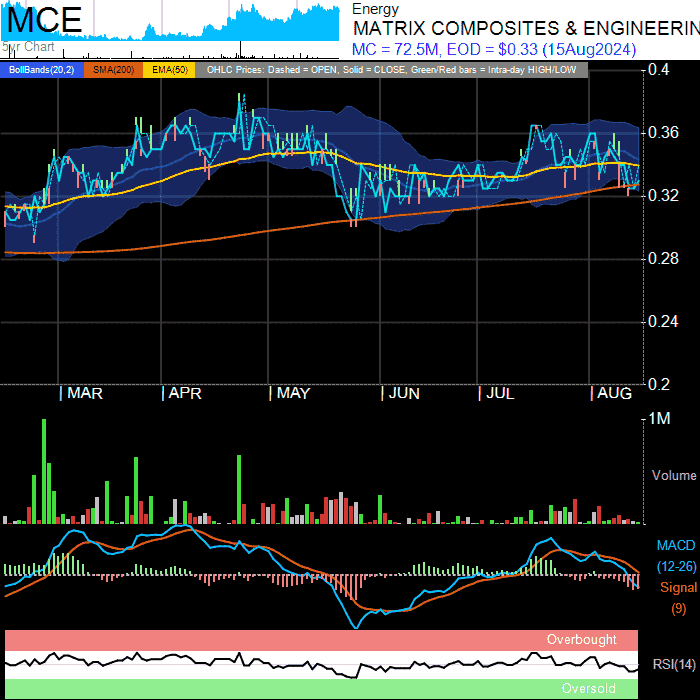 MCE
5yr Chart
Energy
MATRIX COMPOSITES & ENGINEERIN
MC = 72.5M, EOD = $0.33 (15Aug2024)
BollBands(20,2) SMA(200) EMA(50) OHLC Prices: Dashed = OPEN, Solid = CLOSE, Green/Red bars = Intra-day HIGH/LOW
0.4
0.36
0.32
0.28
0.24
0.2
| MAR | APR | MAY | JUN | JUL | AUG
1M
Volume
MACD
(12-26)
Signal
(9)
Overbought
RSI(14)
Oversold